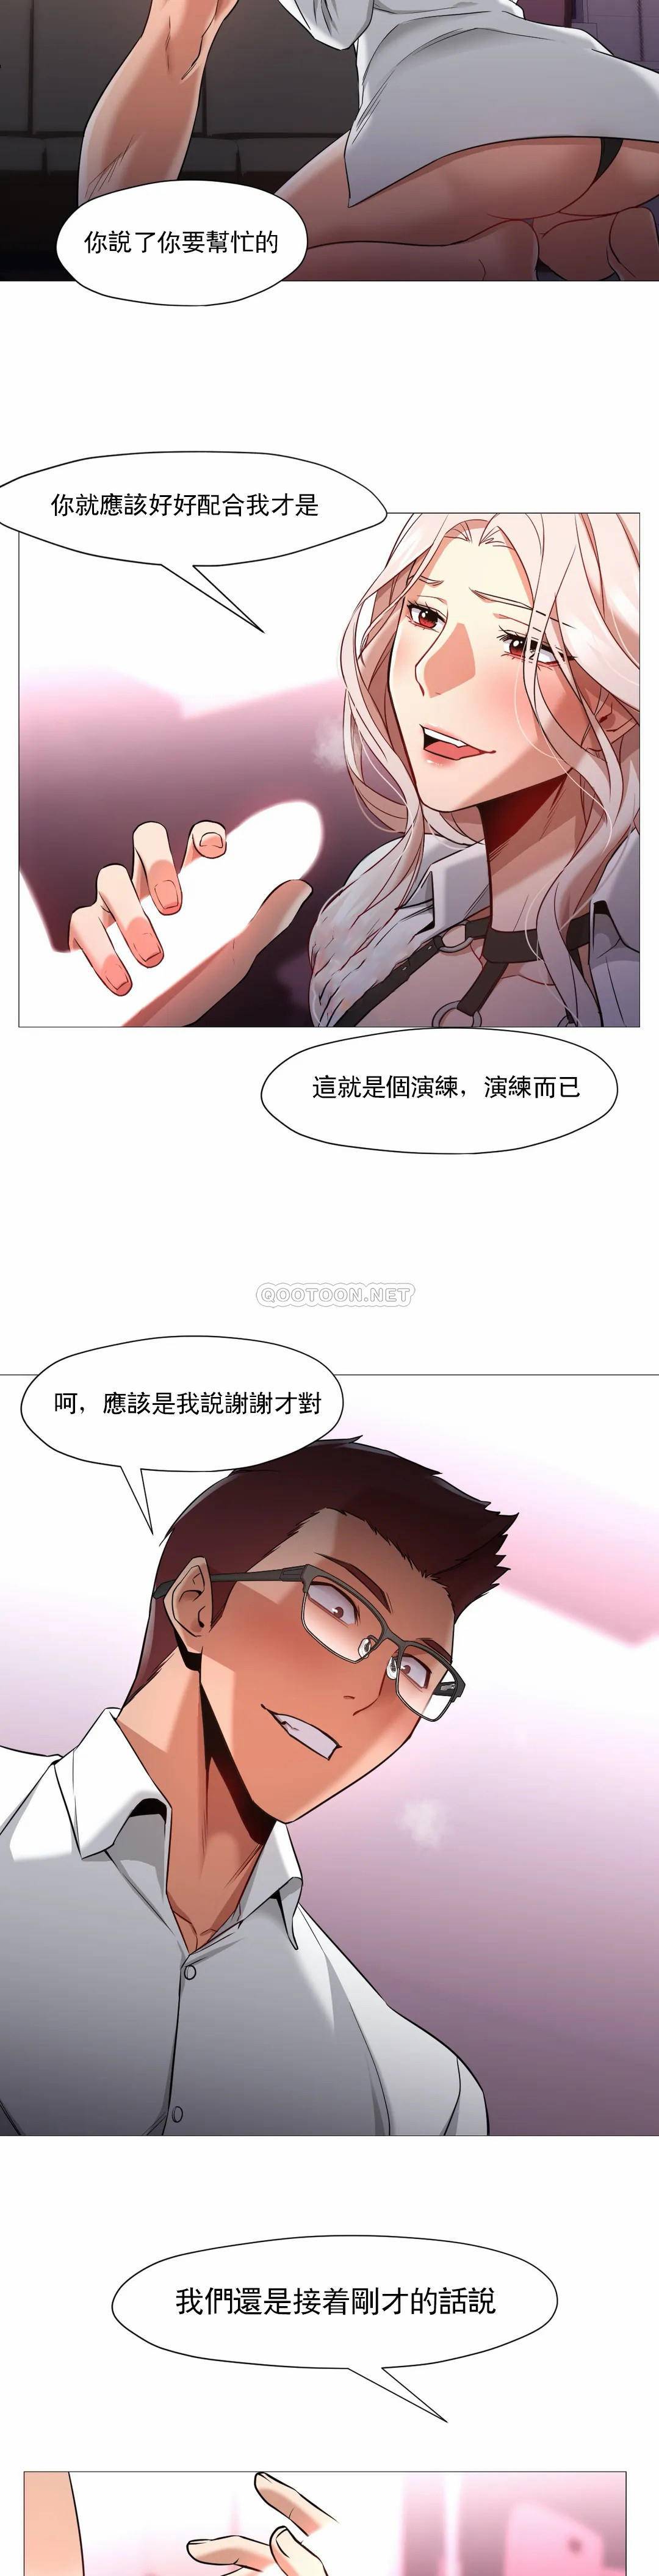 你說了你要幫忙的
你就應該好好配合我才是
這就是個演練，演練而已
QOOTOON.NET
呵，應該是我說謝謝才對
我們還是接着剛才的話說